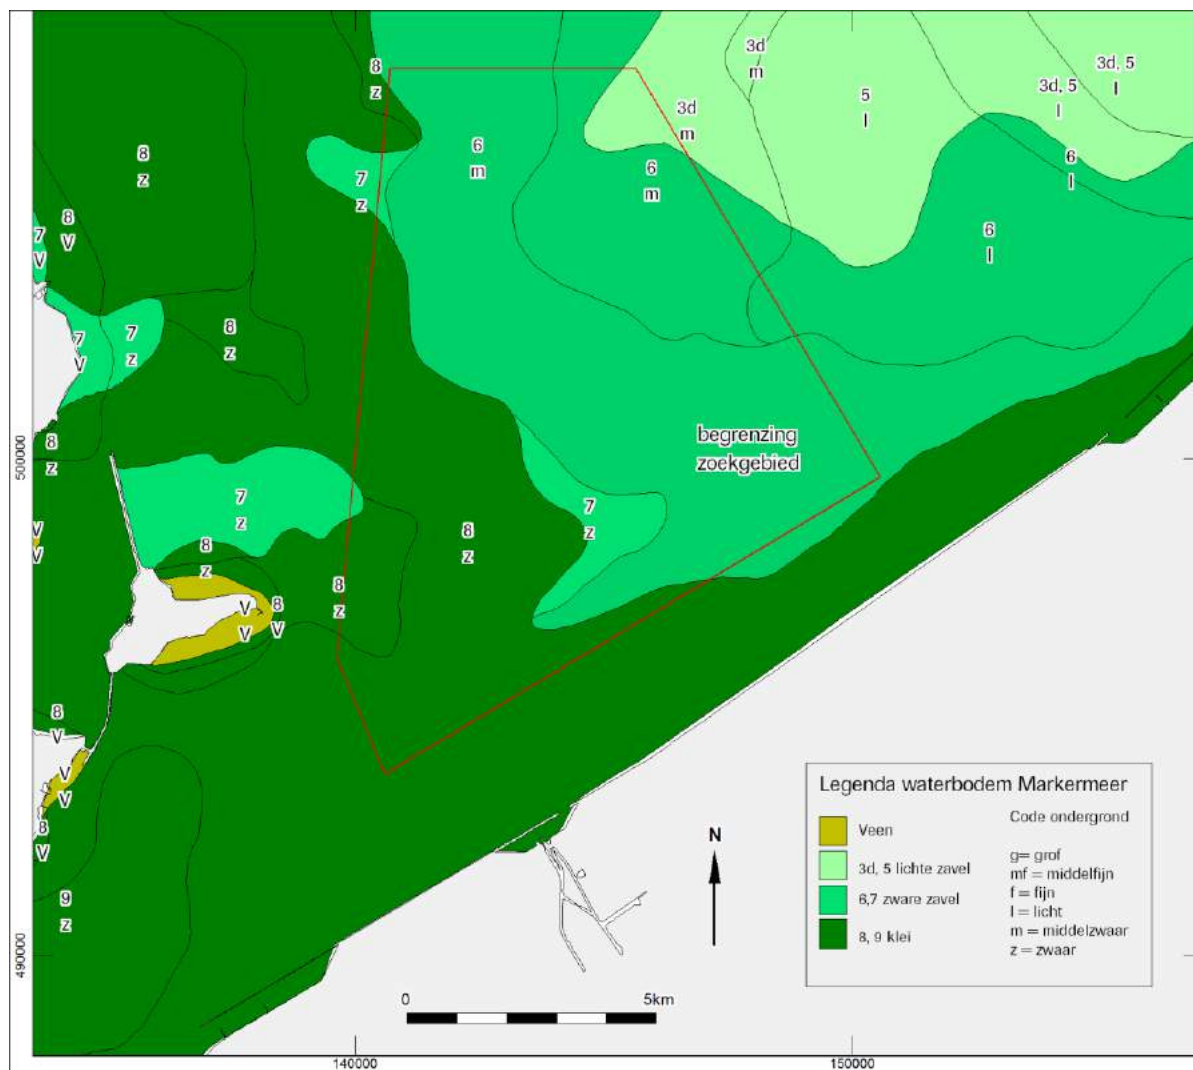 3d
m
3d, 5
l
3d, 5
l
8
z
5
l
3d
m
8
z
6
m
6
m
6
l
7
z
8
V
7
V
6
l
8
z
7
z
7
V
begrenzing
zoekgebied
8
z
500000
7
z
7
z
8
z
V
V
8
z
8
z
V
V
8
V
8
V
V
V
8
V
9
z
490000
N
0
5km
140000
150000
Legenda waterbodem Markermeer
Veen
3d, 5 lichte zavel
6,7 zware zavel
8, 9 klei
Code ondergrond
g= grof
mf = middelfijn
f = fijn
l = licht
m = middelzwaar
z = zwaar